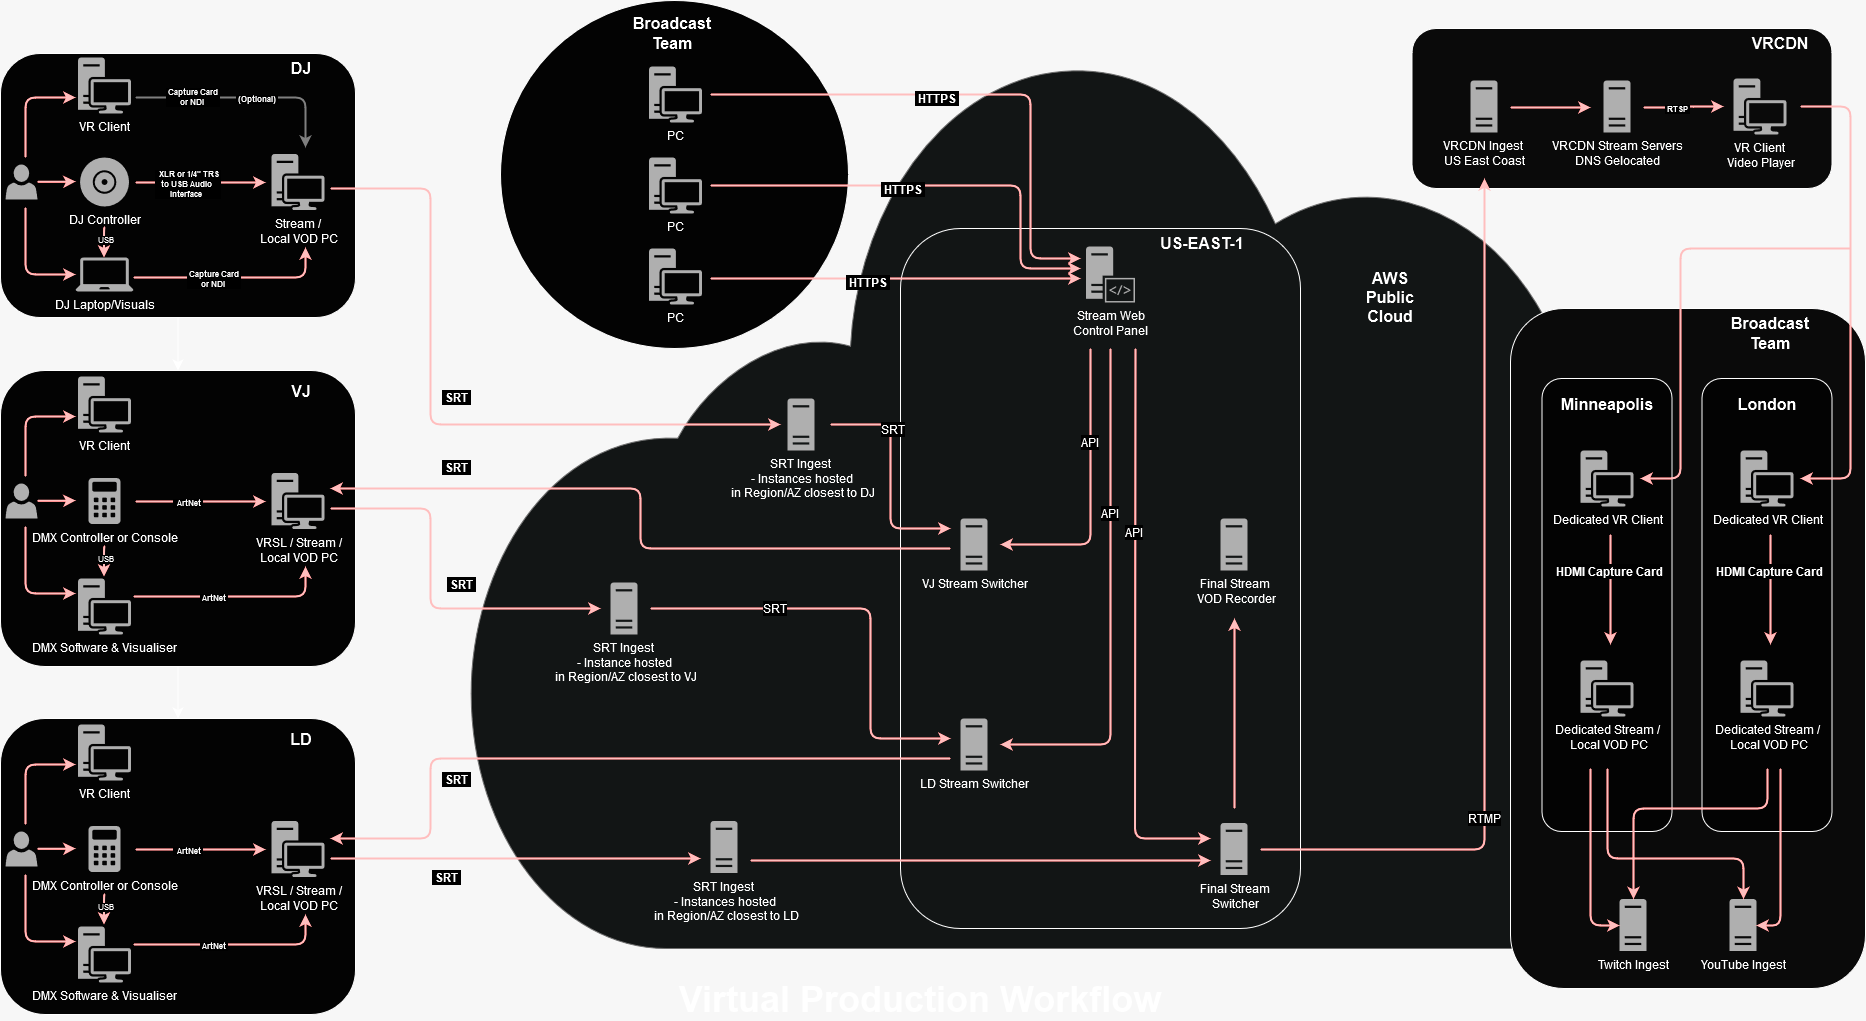 DJ
VR Client
Capture Card
or NDI
(Optional)
XLR or 1/4" TRS
to USB Audio
Interface
DJ Controller
USB
DJ Laptop/Visuals
Capture Card
or NDI
Stream /
Local VOD PC
VJ
VR Client
DMX Controller or Console
USB
DMX Software & Visualiser
ArtNet
ArtNet
VRSL / Stream /
Local VOD PC
LD
VR Client
DMX Controller or Console
USB
DMX Software & Visualiser
ArtNet
ArtNet
VRSL / Stream /
Local VOD PC
Broadcast
Team
PC
PC
PC
HTTPS
HTTPS
HTTPS
SRT
SRT
SRT
SRT
SRT
AWS
Public
Cloud
US-EAST-1
Stream Web
Control Panel
API
API
API
SRT Ingest
- Instances hosted
in Region/AZ closest to DJ
SRT
VJ Stream Switcher
SRT Ingest
- Instance hosted
in Region/AZ closest to VJ
SRT
LD Stream Switcher
SRT Ingest
- Instances hosted
in Region/AZ closest to LD
Final Stream
VOD Recorder
Final Stream
Switcher
RTMP
VRCDN
VRCDN Ingest
US East Coast
VRCDN Stream Servers
DNS Gelocated
RTSP
VR Client
Video Player
Broadcast
Team
Minneapolis
Dedicated VR Client
HDMI Capture Card
Dedicated Stream /
Local VOD PC
London
Dedicated VR Client
HDMI Capture Card
Dedicated Stream /
Local VOD PC
Twitch Ingest
YouTube Ingest
Virtual Production Workflow